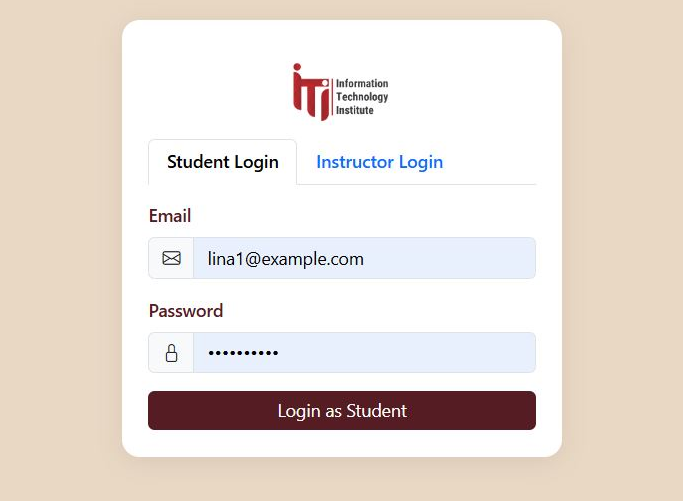 iTi
Information
Technology
Institute
Student Login
Instructor Login
Email
lina1@example.com
Password
••••••••••
Login as Student